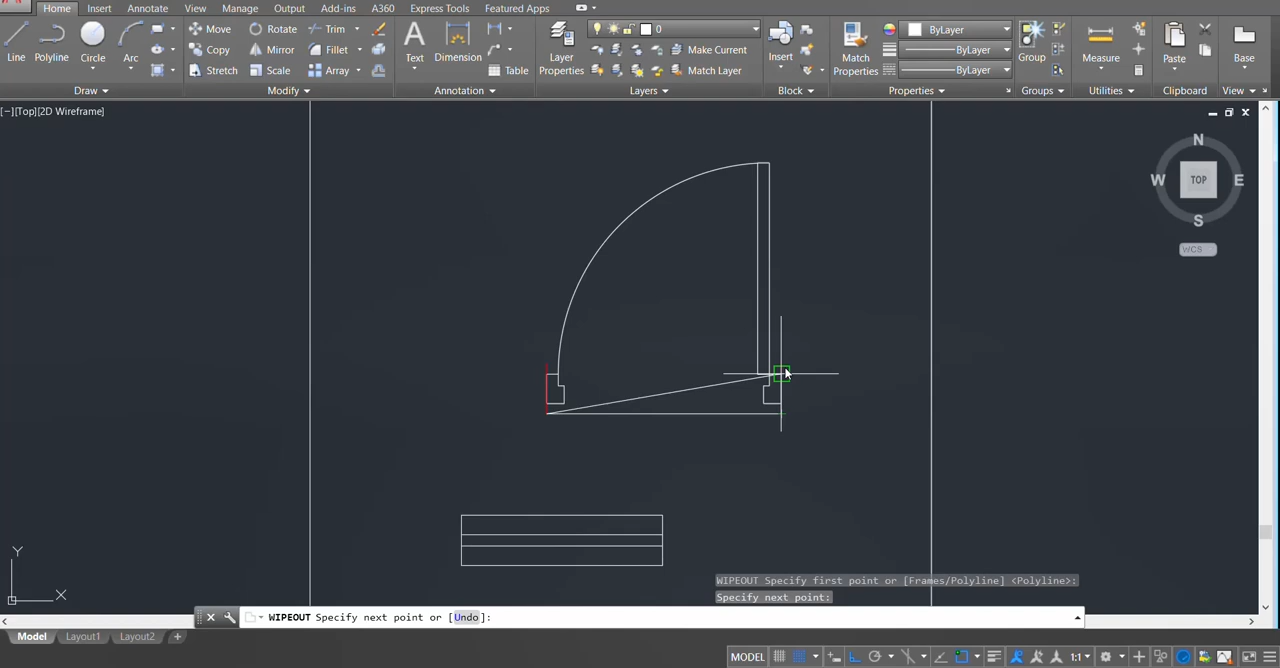 Home Insert Annotate View Manage Output Add-ins A360 Express Tools Featured Apps
Line Polyline Circle Arc Move Rotate Trim Text Dimension Table Layer Properties 0 Make Current Insert Match Properties ByLayer Group Measure Paste Base
Copy Mirror Fillet ByLayer
Stretch Scale Array Match Layer ByLayer
Draw Modify Annotation Layers Block Properties Groups Utilities Clipboard View
[−][Top][2D Wireframe]
N
W TOP E
S
WCS
Y
X
WIPEOUT Specify first point or [Frames/Polyline] <Polyline>:
Specify next point:
WIPEOUT Specify next point or [Undo]:
Model Layout1 Layout2 +
MODEL 1:1